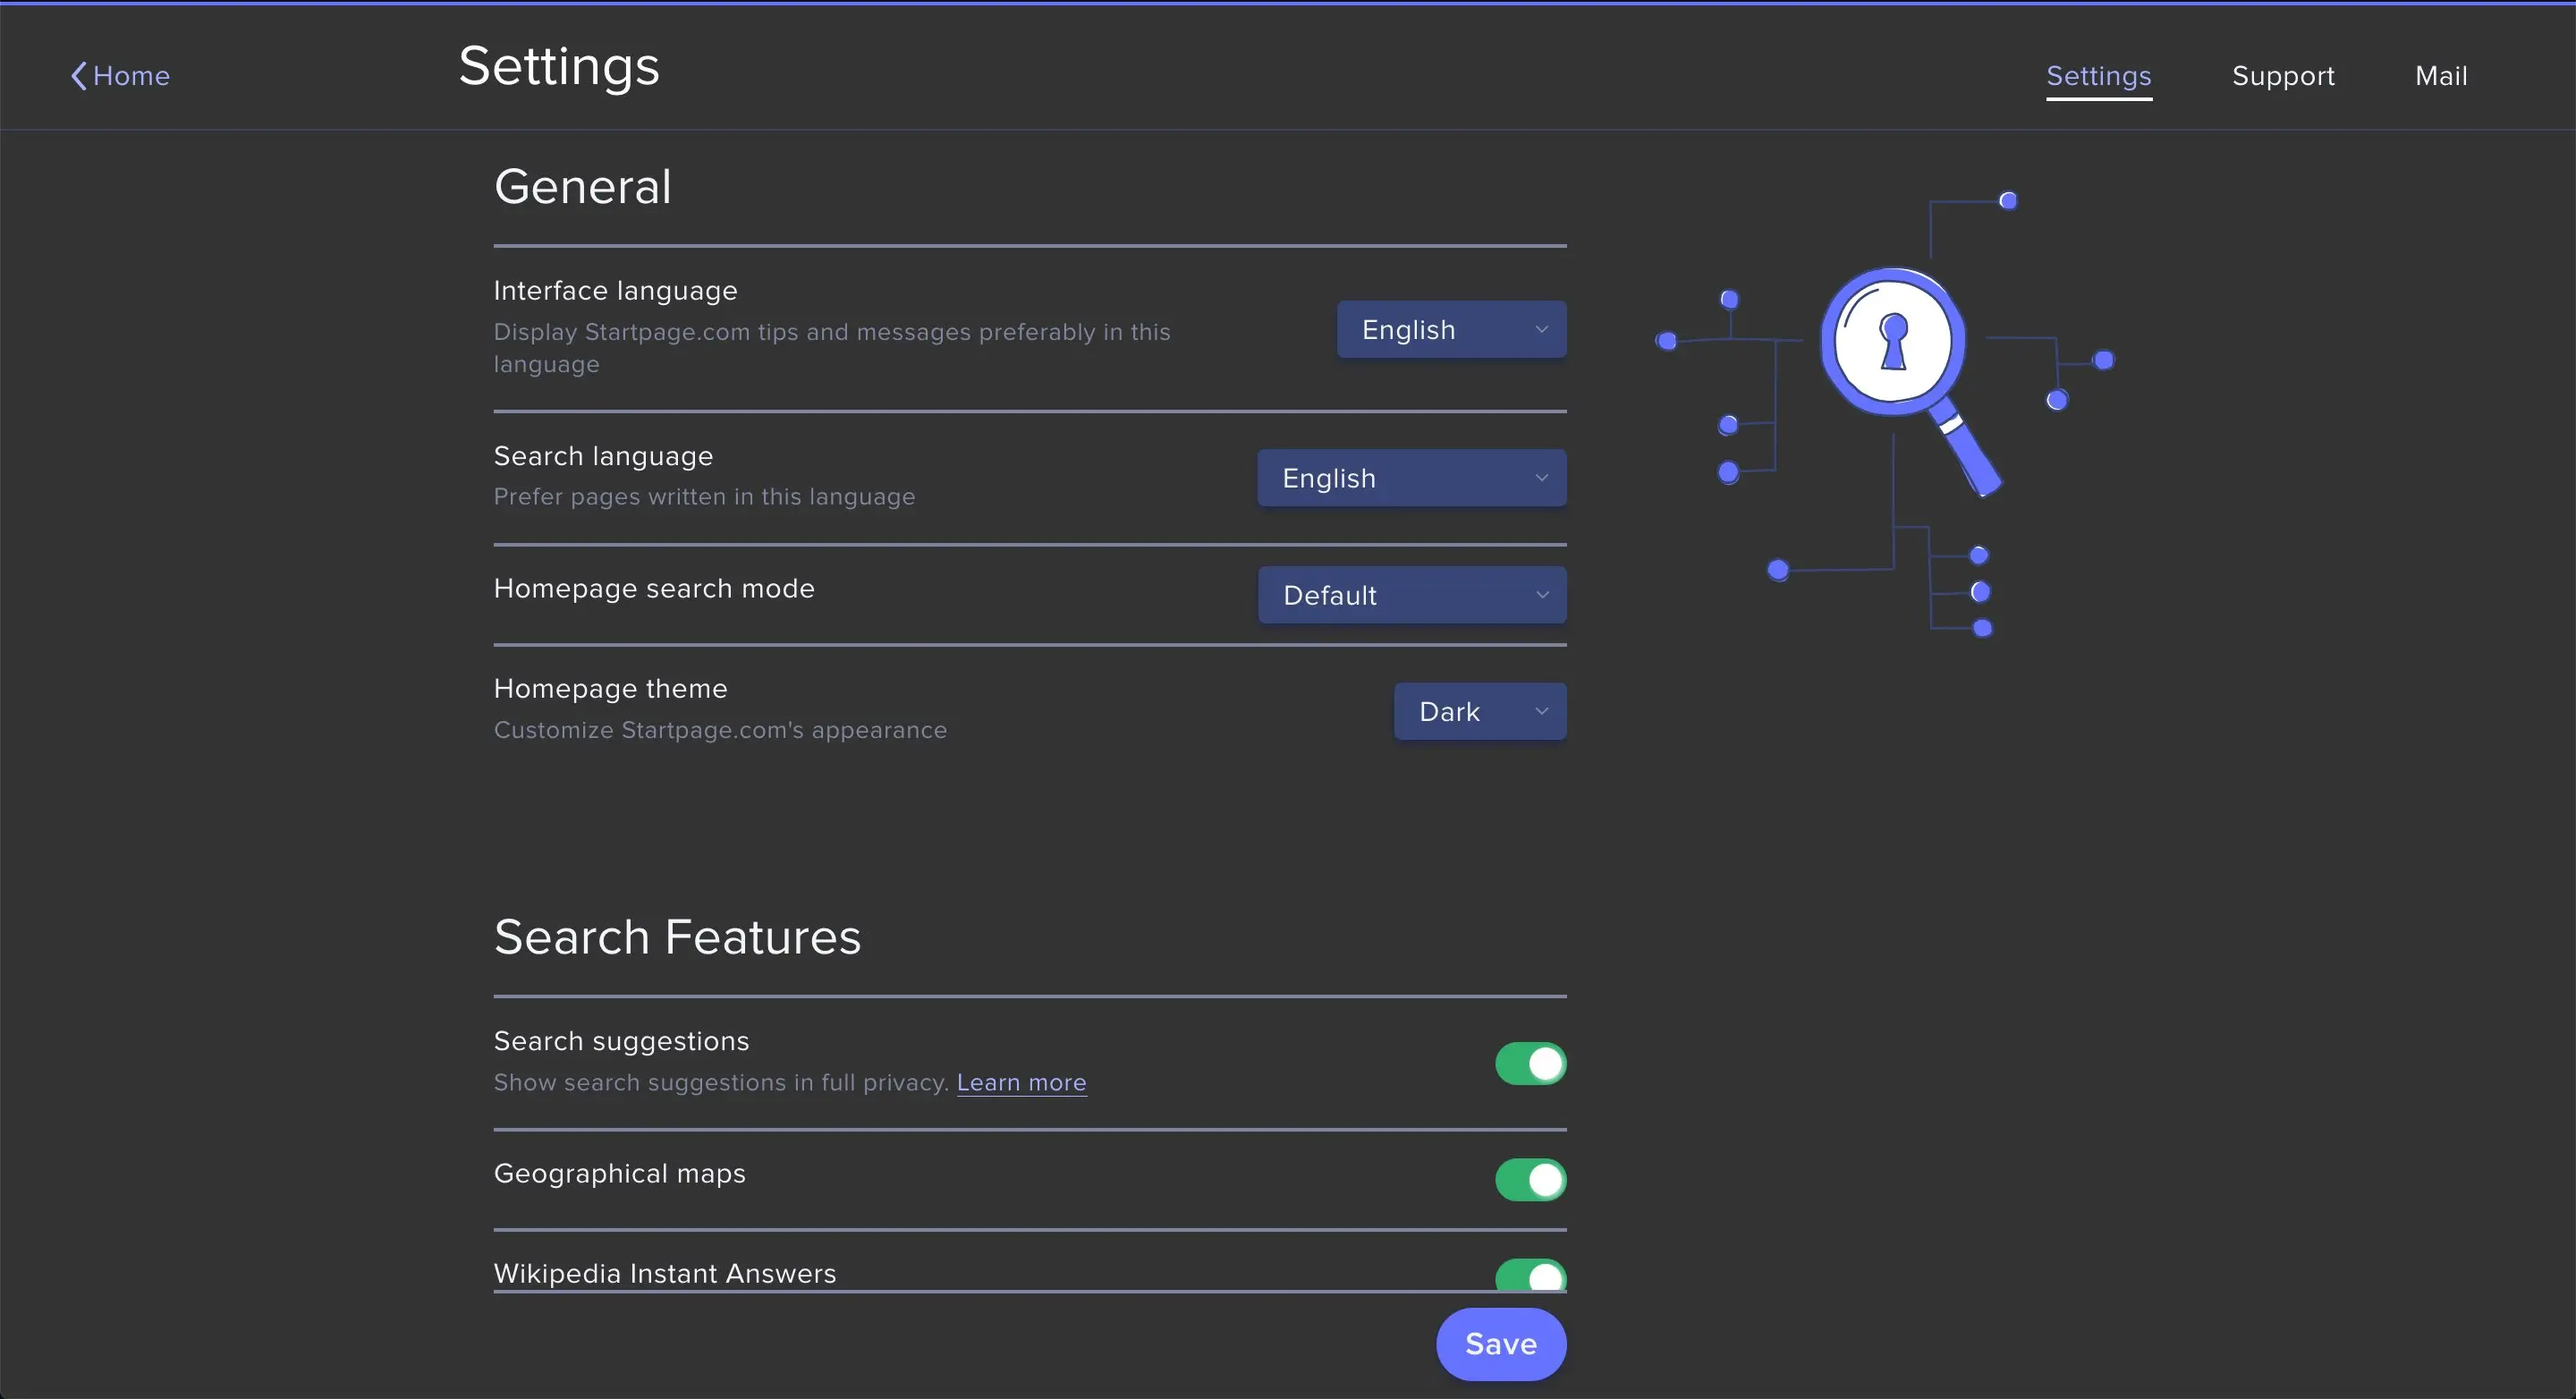 Home
Settings
Settings
Support
Mail
General
Interface language
Display Startpage.com tips and messages preferably in this
language
English
Search language
Prefer pages written in this language
English
Homepage search mode
Default
Homepage theme
Customize Startpage.com's appearance
Dark
Search Features
Search suggestions
Show search suggestions in full privacy. Learn more
Geographical maps
Wikipedia Instant Answers
Save